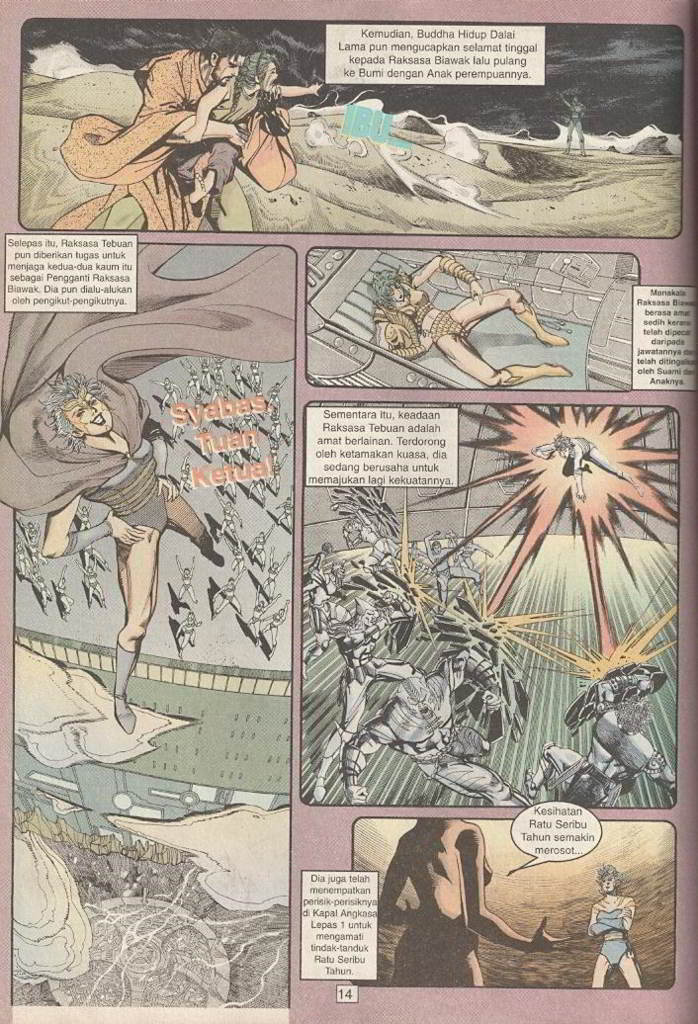 Kemudian, Buddha Hidup Dalai
Lama pun mengucapkan selamat tinggal
kepada Raksasa Biawak lalu pulang
ke Bumi dengan Anak perempuannya.
IBU...
Selepas itu, Raksasa Tebuan
pun diberikan tugas untuk
menjaga kedua-dua kaum itu
sebagai Pengganti Raksasa
Biawak. Dia pun dialu-alukan
oleh pengikut-pengikutnya.
Syabas,
Tuan
Ketua!
Manakala
Raksasa Biawak
berasa amat
sedih kerana
telah dipecat
daripada
jawatannya dan
telah ditinggalkan
oleh Suami dan
Anaknya.
Sementara itu, keadaan
Raksasa Tebuan adalah
amat berlainan. Terdorong
oleh ketamakan kuasa, dia
sedang berusaha untuk
memajukan lagi kekuatannya.
Kesihatan
Ratu Seribu
Tahun semakin
merosot...
Dia juga telah
menempatkan
perisik-perisiknya
di Kapal Angkasa
Lepas 1 untuk
mengamati
tindak-tanduk
Ratu Seribu
Tahun.
14